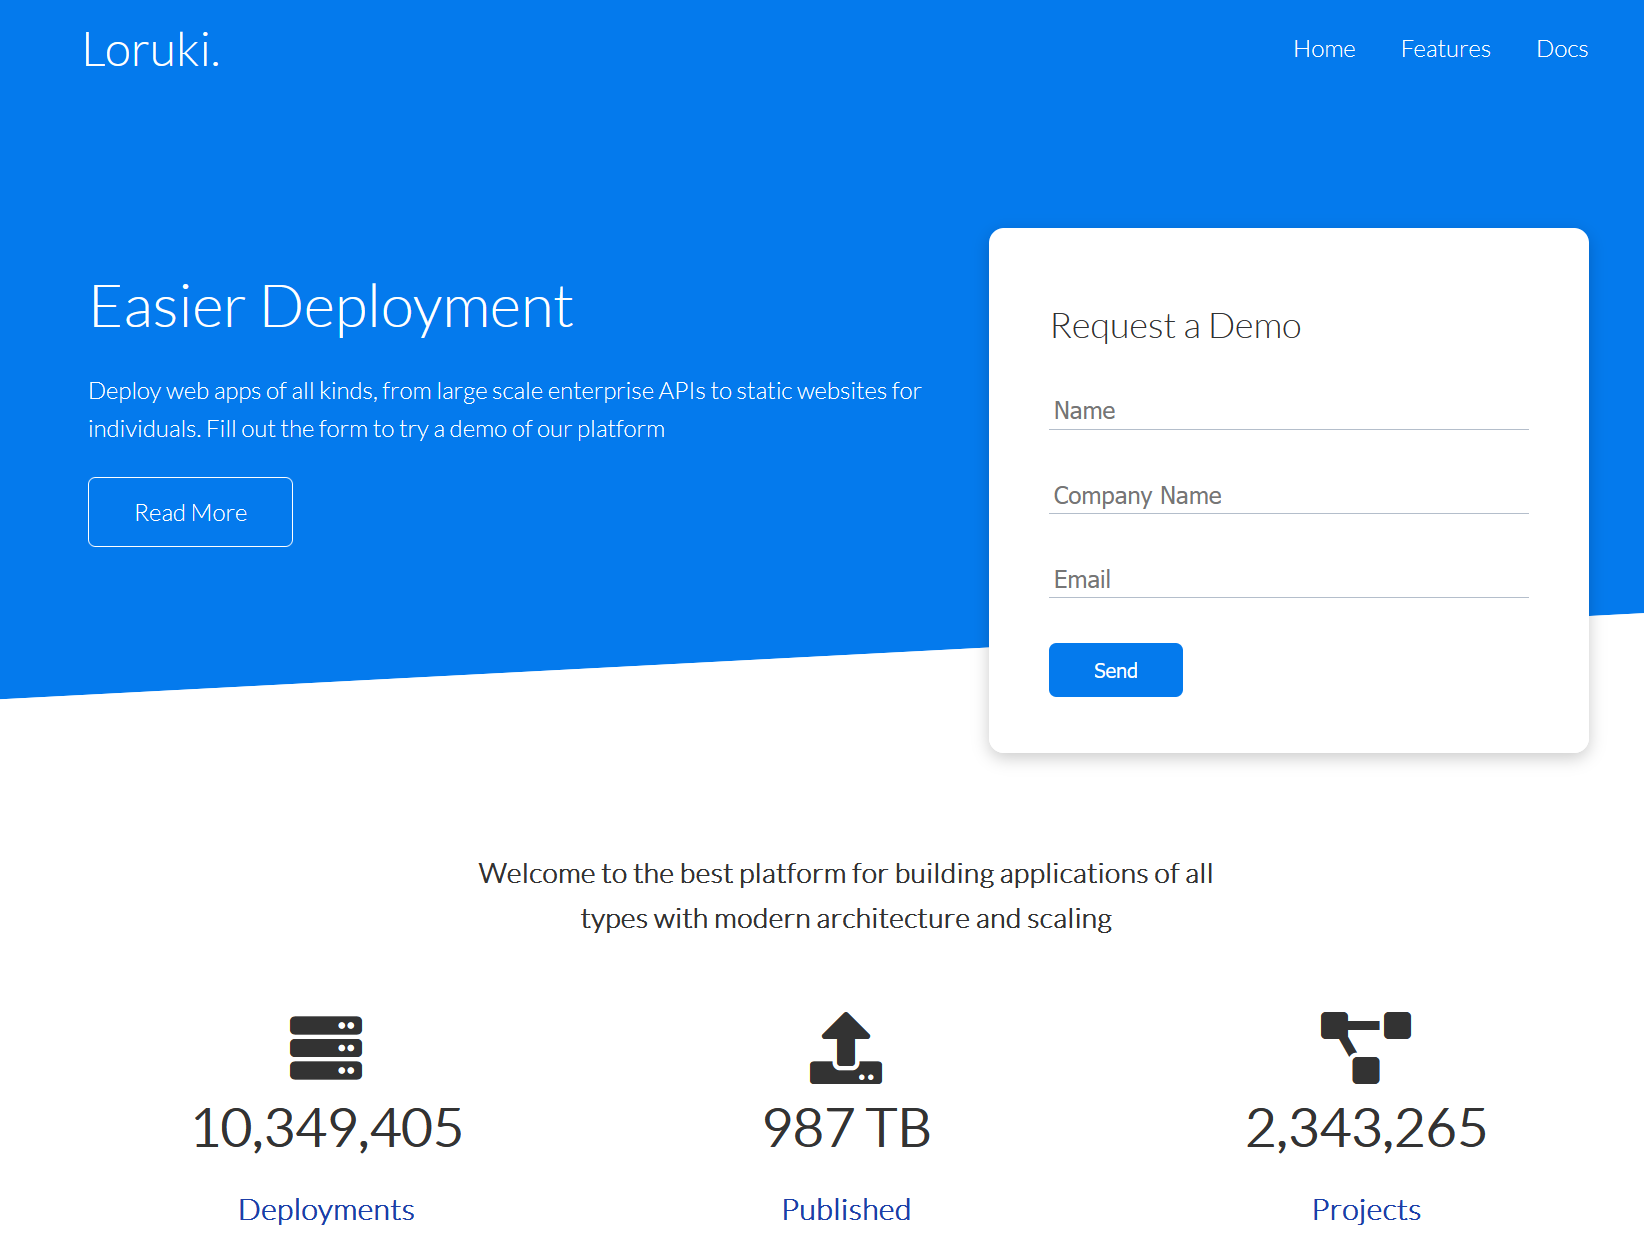 Loruki.
Home
Features
Docs
Easier Deployment
Deploy web apps of all kinds, from large scale enterprise APIs to static websites for
individuals. Fill out the form to try a demo of our platform
Read More
Request a Demo
Name
Company Name
Email
Send
Welcome to the best platform for building applications of all
types with modern architecture and scaling
10,349,405
Deployments
987 TB
Published
2,343,265
Projects